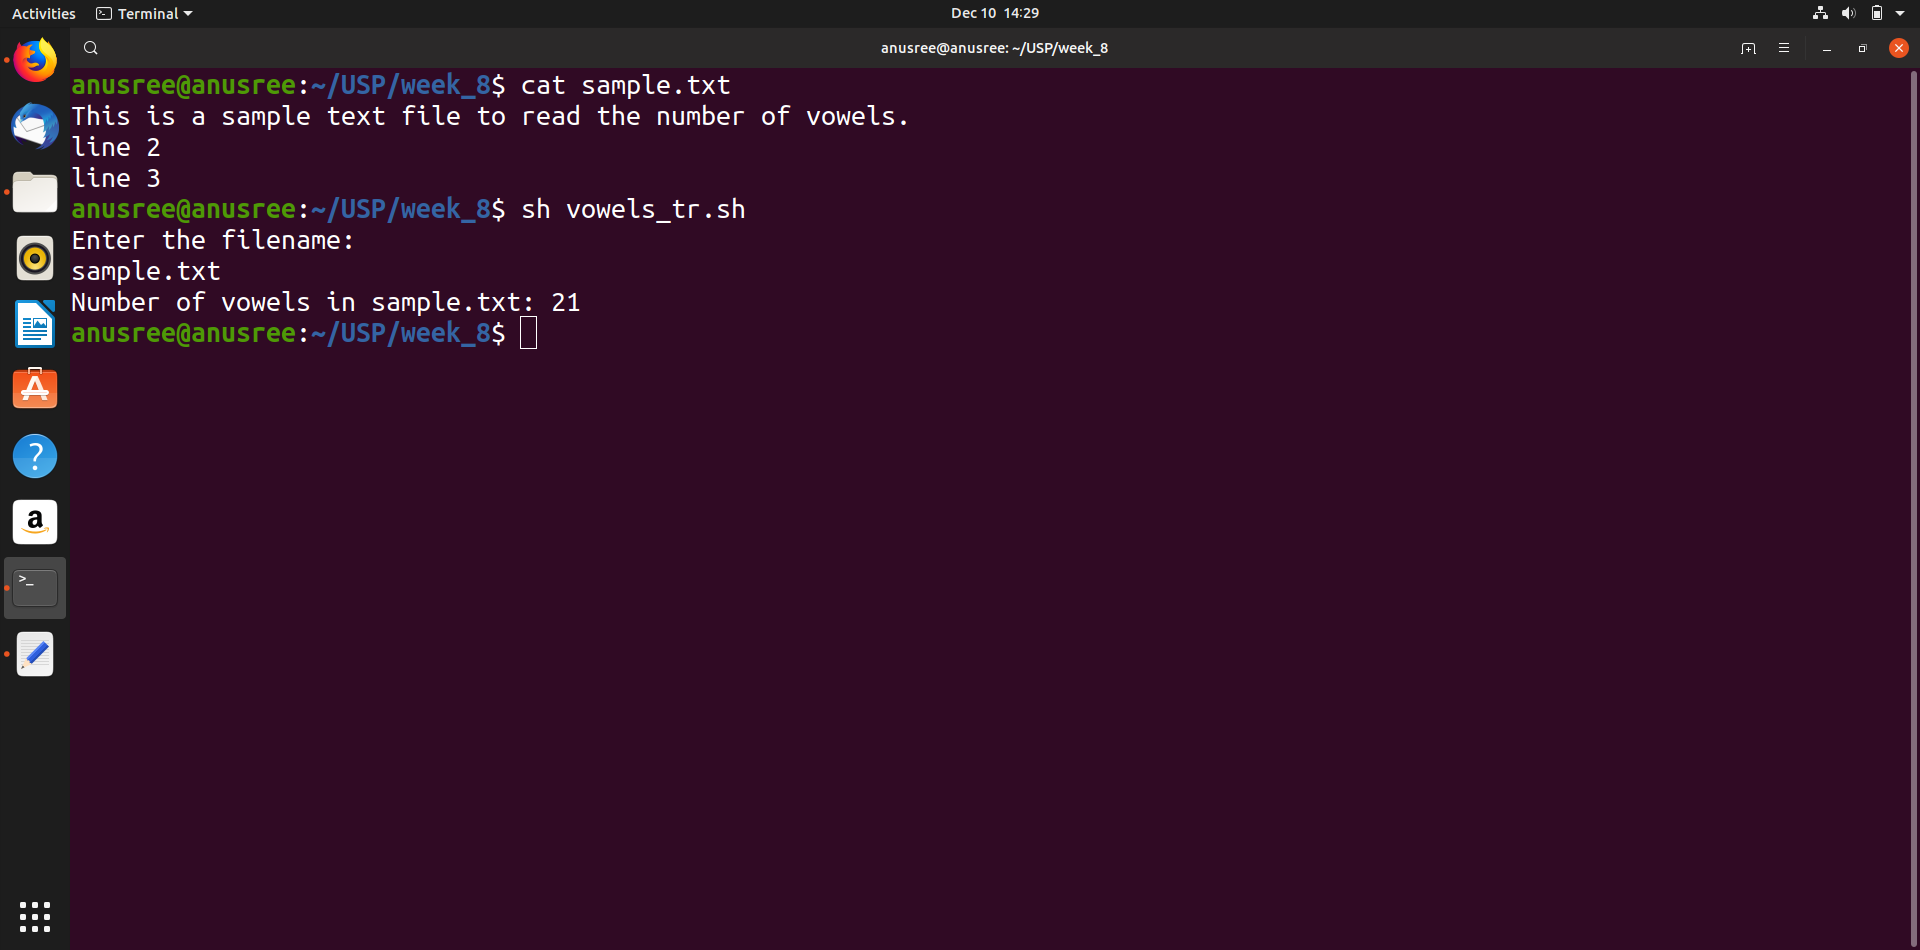 Activities Terminal Dec 10 14:29
anusree@anusree: ~/USP/week_8
anusree@anusree:~/USP/week_8$ cat sample.txt
This is a sample text file to read the number of vowels.
line 2
line 3
anusree@anusree:~/USP/week_8$ sh vowels_tr.sh
Enter the filename:
sample.txt
Number of vowels in sample.txt: 21
anusree@anusree:~/USP/week_8$